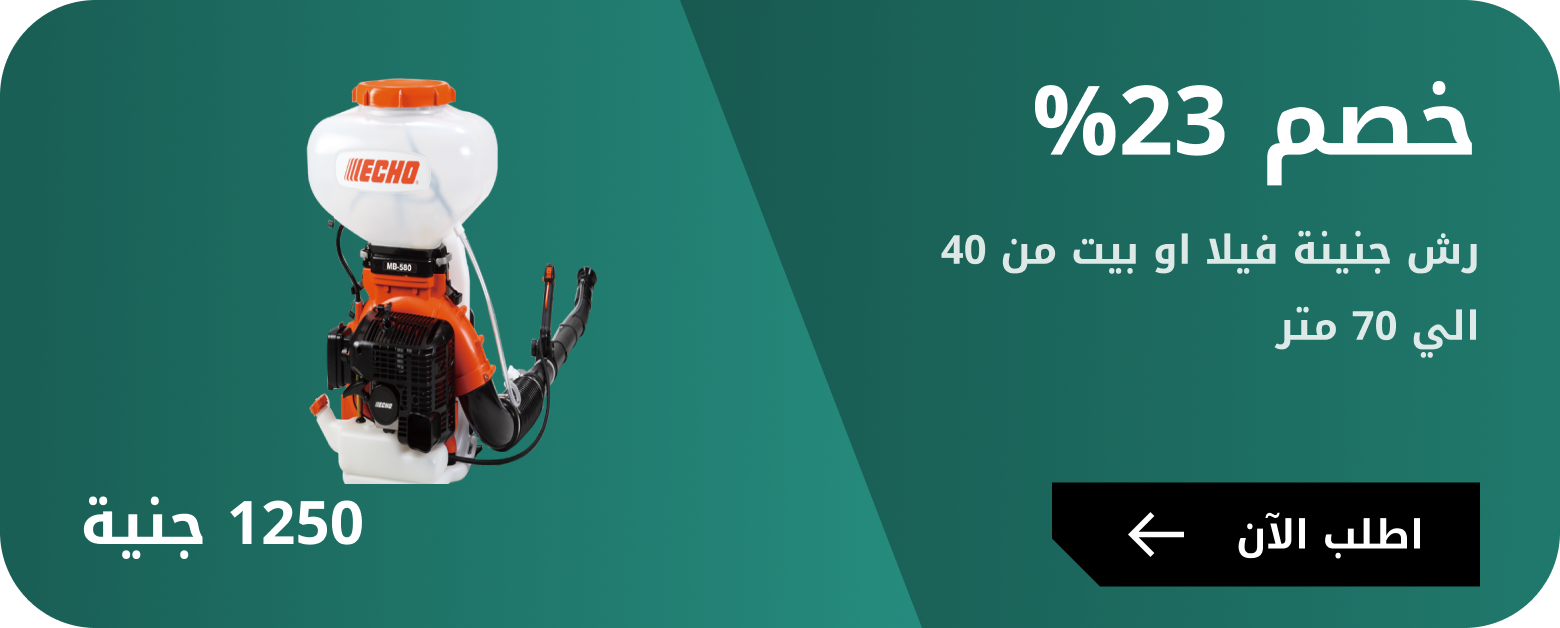 خصم 23%
رش جنينة فيلا او بيت من 40
الي 70 متر
اطلب الآن
ECHO
MB-580
ECHO
1250 جنية